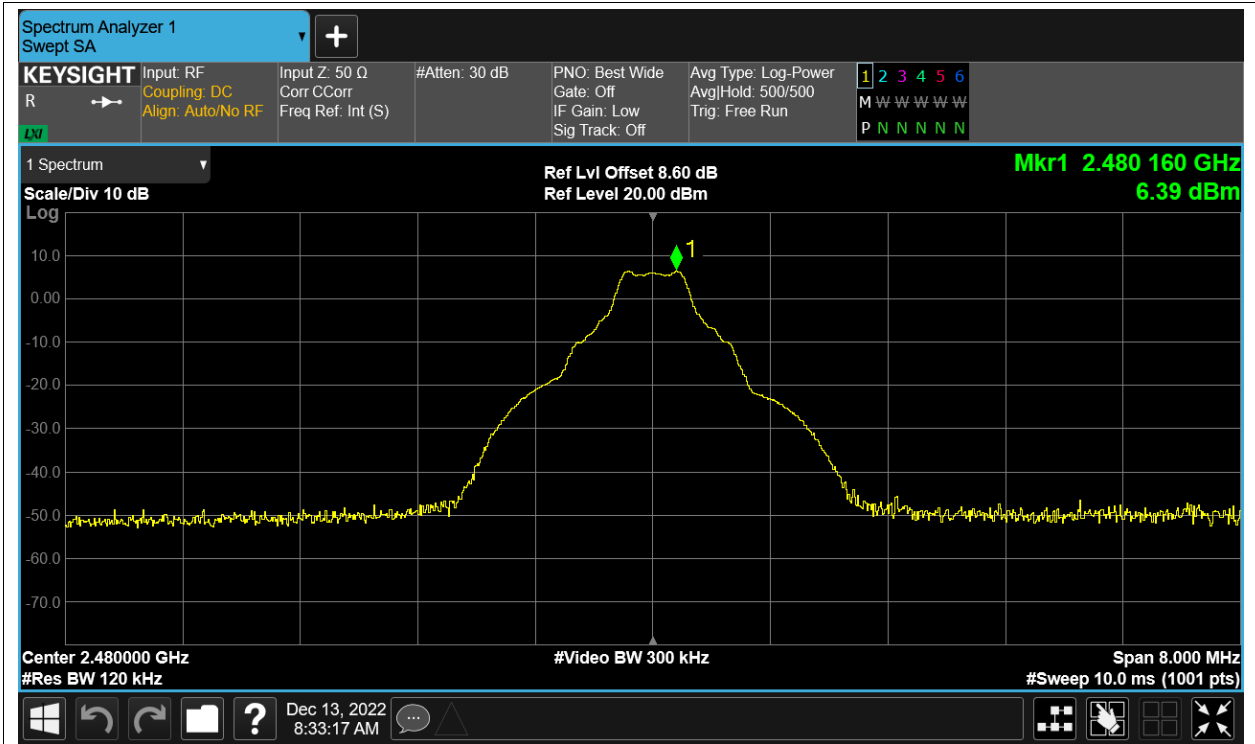 Spectrum Analyzer 1
Swept SA
+
KEYSIGHT
R
LXI
Input: RF
Coupling: DC
Align: Auto/No RF
Input Z: 50 Ω
Corr CCorr
Freq Ref: Int (S)
#Atten: 30 dB
PNO: Best Wide
Gate: Off
IF Gain: Low
Sig Track: Off
Avg Type: Log-Power
Avg|Hold: 500/500
Trig: Free Run
1 2 3 4 5 6
M W W W W W
P N N N N N
1 Spectrum
Scale/Div 10 dB
Log
Ref Lvl Offset 8.60 dB
Ref Level 20.00 dBm
Mkr1 2.480 160 GHz
6.39 dBm
1
10.0
0.00
-10.0
-20.0
-30.0
-40.0
-50.0
-60.0
-70.0
Center 2.480000 GHz
#Res BW 120 kHz
#Video BW 300 kHz
Span 8.000 MHz
#Sweep 10.0 ms (1001 pts)
?
Dec 13, 2022
8:33:17 AM